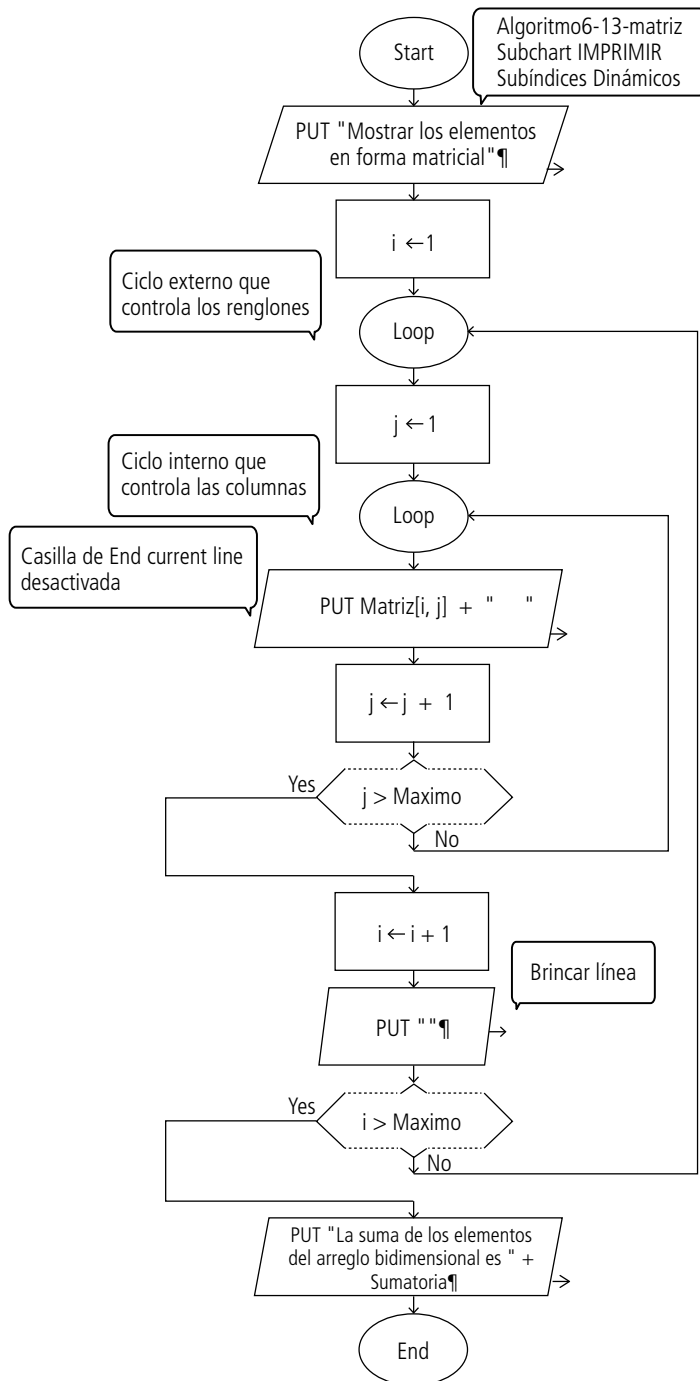 Algoritmo6-13-matriz
Subchart IMPRIMIR
Subíndices Dinámicos
Start
PUT "Mostrar los elementos
en forma matricial"¶
i ←1
Ciclo externo que
controla los renglones
Loop
j ←1
Ciclo interno que
controla las columnas
Loop
Casilla de End current line
desactivada
PUT Matriz[i, j] + "    "
j ←j + 1
Yes
j > Maximo
No
i ← i + 1
Brincar línea
PUT ""¶
Yes
i > Maximo
No
PUT "La suma de los elementos
del arreglo bidimensional es " +
Sumatoria¶
End